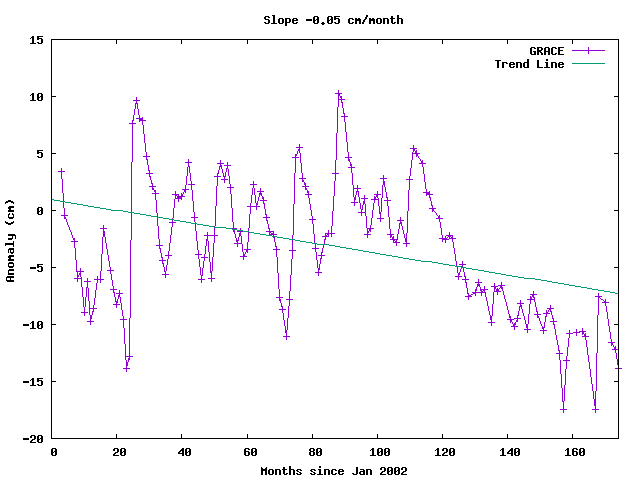 Slope -0.05 cm/month
GRACE
Trend Line
15
10
5
0
-5
-10
-15
-20
Anomaly (cm)
0 20 40 60 80 100 120 140 160
Months since Jan 2002